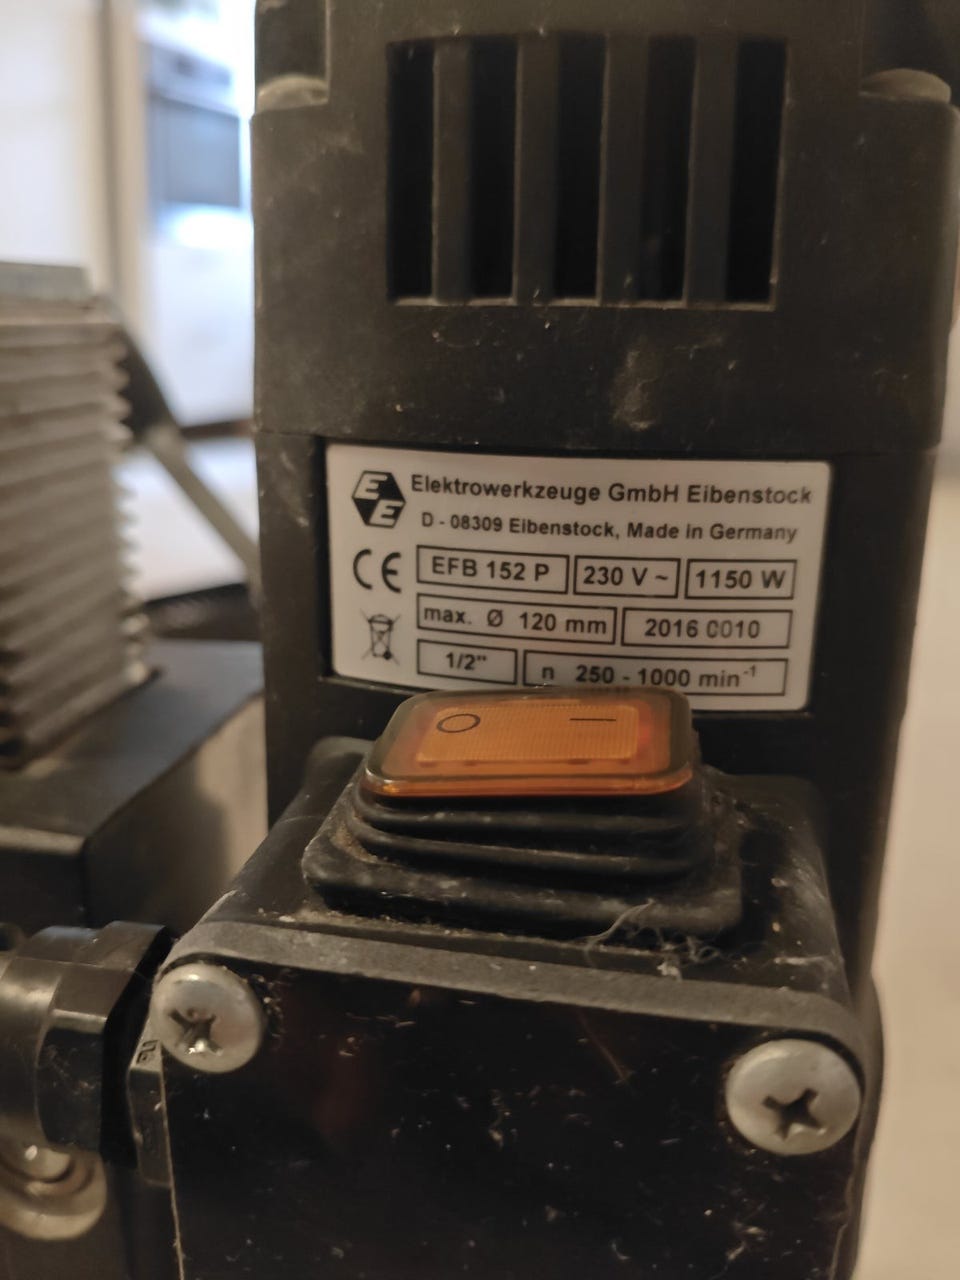 EE
Elektrowerkzeuge GmbH Eibenstock
D - 08309 Eibenstock, Made in Germany
CE EFB 152 P 230 V ~ 1150 W
max. Ø 120 mm 2016 0010
1/2" n 250 - 1000 min⁻¹
O I